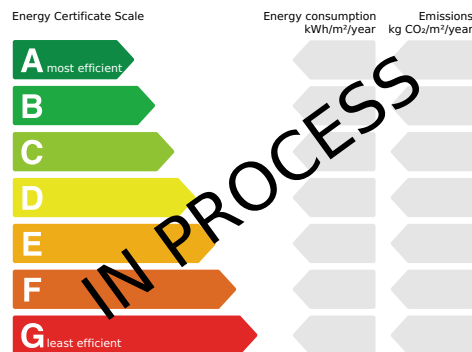 Energy Certificate Scale
Energy consumption
kWh/m²/year
Emissions
kg CO₂/m²/year
A most efficient
B
C
D
E
F
G least efficient
IN PROCESS